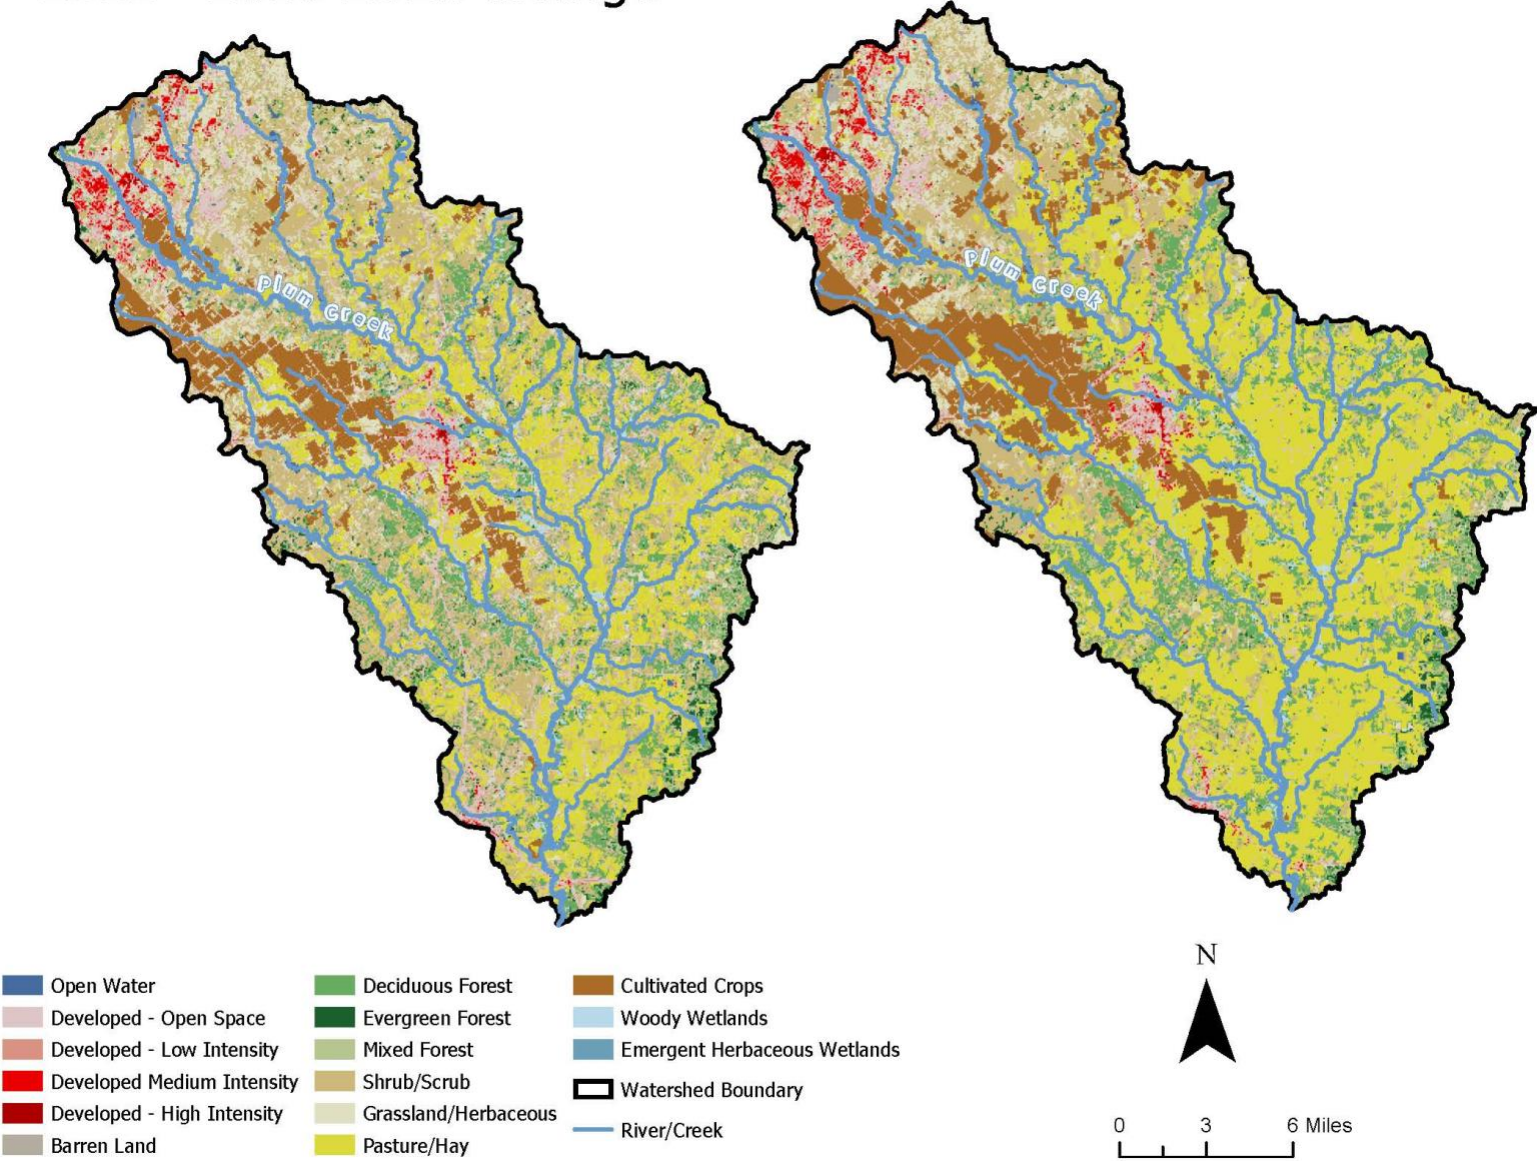 Plum Creek
Plum Creek
Open Water
Developed - Open Space
Developed - Low Intensity
Developed Medium Intensity
Developed - High Intensity
Barren Land
Deciduous Forest
Evergreen Forest
Mixed Forest
Shrub/Scrub
Grassland/Herbaceous
Pasture/Hay
Cultivated Crops
Woody Wetlands
Emergent Herbaceous Wetlands
Watershed Boundary
River/Creek
N
0 3 6 Miles